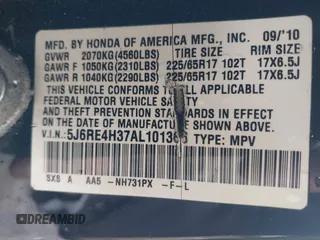 MFD. BY HONDA OF AMERICA MFG., INC. 09/'10
GVWR 2070KG(4560LBS) TIRE SIZE RIM SIZE
GAWR F 1050KG(2310LBS) 225/65R17 102T 17X6.5J
GAWR R 1040KG(2290LBS) 225/65R17 102T 17X6.5J
THIS VEHICLE CONFORMS TO ALL APPLICABLE
FEDERAL MOTOR VEHICLE SAFETY, BUMPER,
AND THEFT PREVENTION STANDARDS IN EFFECT ON
THE DATE OF MANUFACTURE SHOWN ABOVE.
TYPE: MPV
SXS A AA5 -NH731PX -F-L
DREAMBID